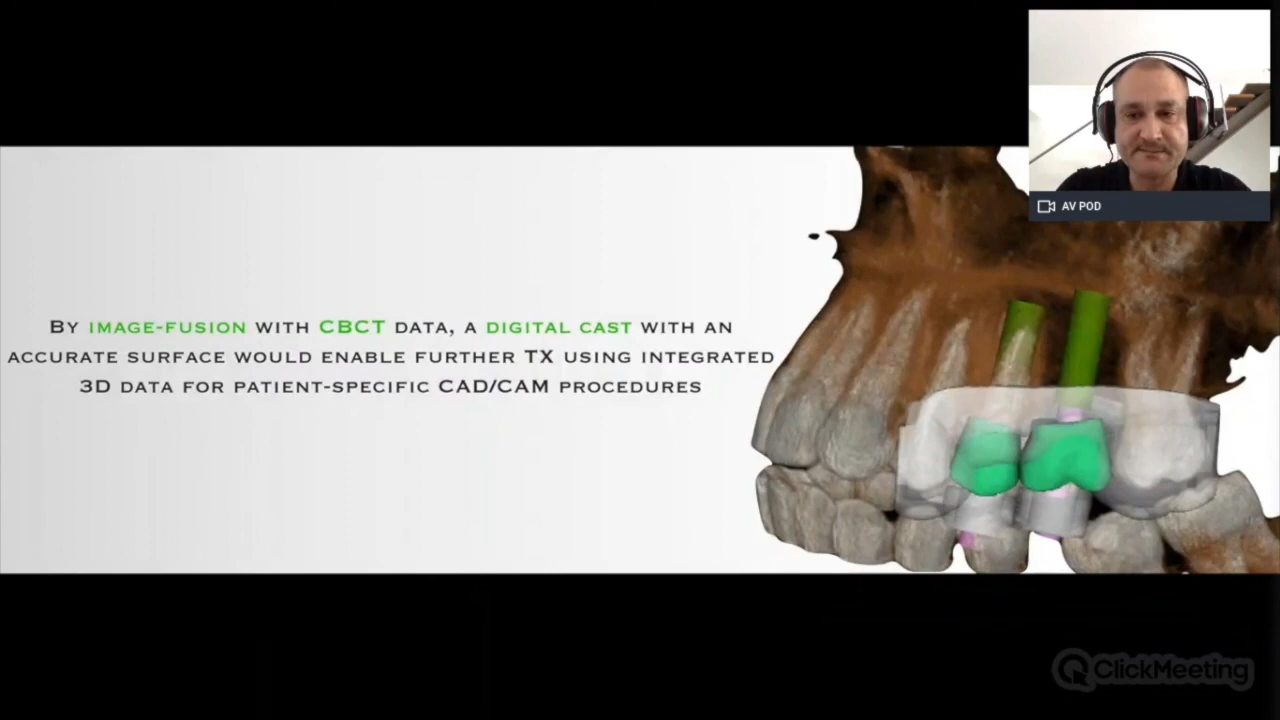 AV POD
By image-fusion with CBCT data, a digital cast with an
accurate surface would enable further TX using integrated
3D data for patient-specific CAD/CAM procedures
ClickMeeting